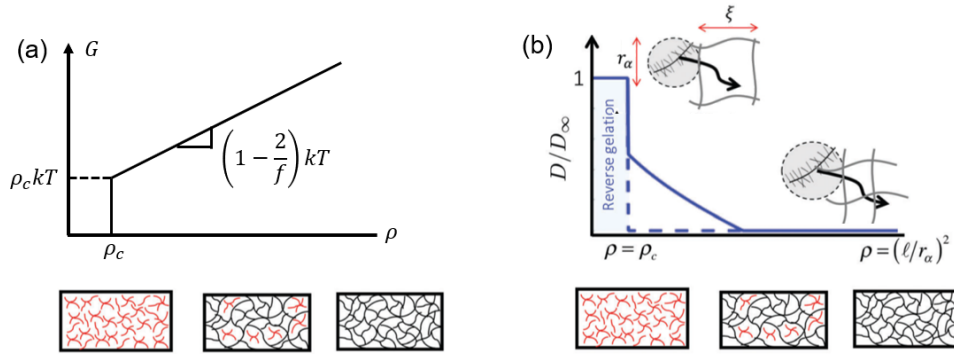 (a)
G
(1 − 2/f) kT
ρ_c kT
ρ_c
ρ
(b)
ξ
r_α
1
D/D_∞
Reverse gelation
ρ = ρ_c
ρ = (ℓ/r_α)^2